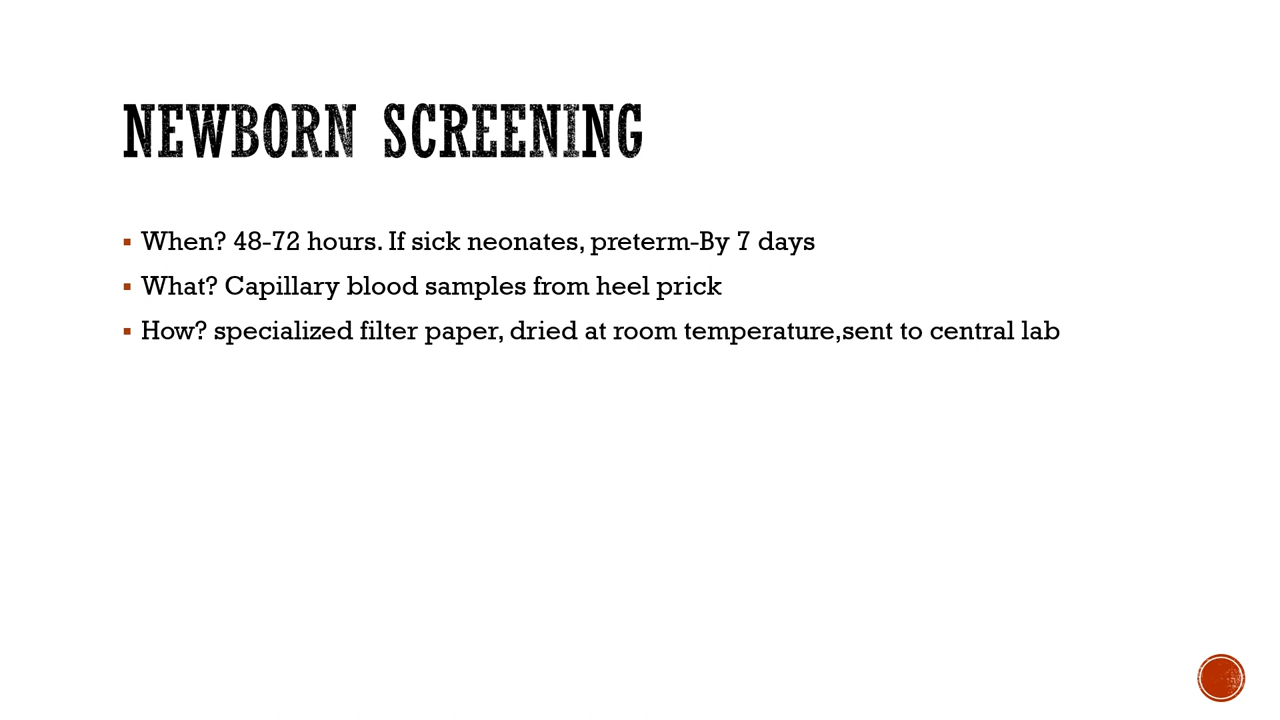 NEWBORN SCREENING
When? 48-72 hours. If sick neonates, preterm-By 7 days
What? Capillary blood samples from heel prick
How? specialized filter paper, dried at room temperature,sent to central lab